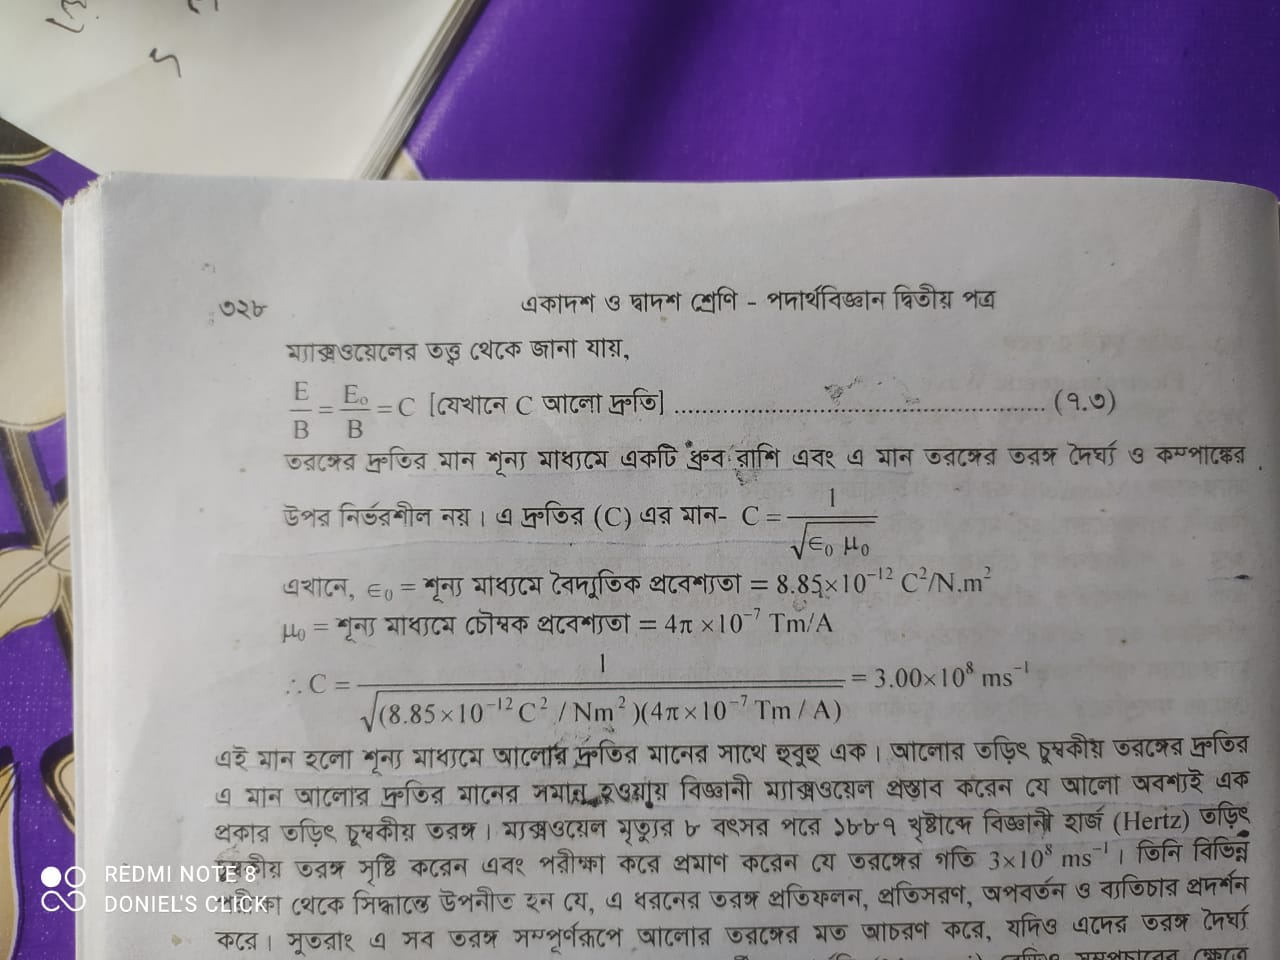 ৩২৮ একাদশ ও দ্বাদশ শ্রেণি - পদার্থবিজ্ঞান দ্বিতীয় পত্র
ম্যাক্সওয়েলের তত্ত্ব থেকে জানা যায়,
E/B = E₀/B = C [যেখানে C আলো দ্রুতি] ........................................................ (৭.৩)
তরঙ্গের দ্রুতির মান শূন্য মাধ্যমে একটি ধ্রুব রাশি এবং এ মান তরঙ্গের তরঙ্গ দৈর্ঘ্য ও কম্পাঙ্কের
উপর নির্ভরশীল নয়। এ দ্রুতির (C) এর মান- C = 1/√(∈₀ μ₀)
এখানে, ∈₀ = শূন্য মাধ্যমে বৈদ্যুতিক প্রবেশ্যতা = 8.85×10⁻¹² C²/N.m²
μ₀ = শূন্য মাধ্যমে চৌম্বক প্রবেশ্যতা = 4π ×10⁻⁷ Tm/A
∴ C = 1/√((8.85×10⁻¹² C² / Nm²)(4π×10⁻⁷ Tm / A)) = 3.00×10⁸ ms⁻¹
এই মান হলো শূন্য মাধ্যমে আলোর দ্রুতির মানের সাথে হুবুহু এক। আলোর তড়িৎ চুম্বকীয় তরঙ্গের দ্রুতির
এ মান আলোর দ্রুতির মানের সমান হওয়ায় বিজ্ঞানী ম্যাক্সওয়েল প্রস্তাব করেন যে আলো অবশ্যই এক
প্রকার তড়িৎ চুম্বকীয় তরঙ্গ। ম্যাক্সওয়েল মৃত্যুর ৮ বৎসর পরে ১৮৮৭ খৃষ্টাব্দে বিজ্ঞানী হার্জ (Hertz) তড়িৎ
চুম্বকীয় তরঙ্গ সৃষ্টি করেন এবং পরীক্ষা করে প্রমাণ করেন যে তরঙ্গের গতি 3×10⁸ ms⁻¹। তিনি বিভিন্ন
থেকে সিদ্ধান্তে উপনীত হন যে, এ ধরনের তরঙ্গ প্রতিফলন, প্রতিসরণ, অপবর্তন ও ব্যতিচার প্রদর্শন
করে। সুতরাং এ সব তরঙ্গ সম্পূর্ণরূপে আলোর তরঙ্গের মত আচরণ করে, যদিও এদের তরঙ্গ দৈর্ঘ্য
REDMI NOTE 8
DONIEL'S CLICK